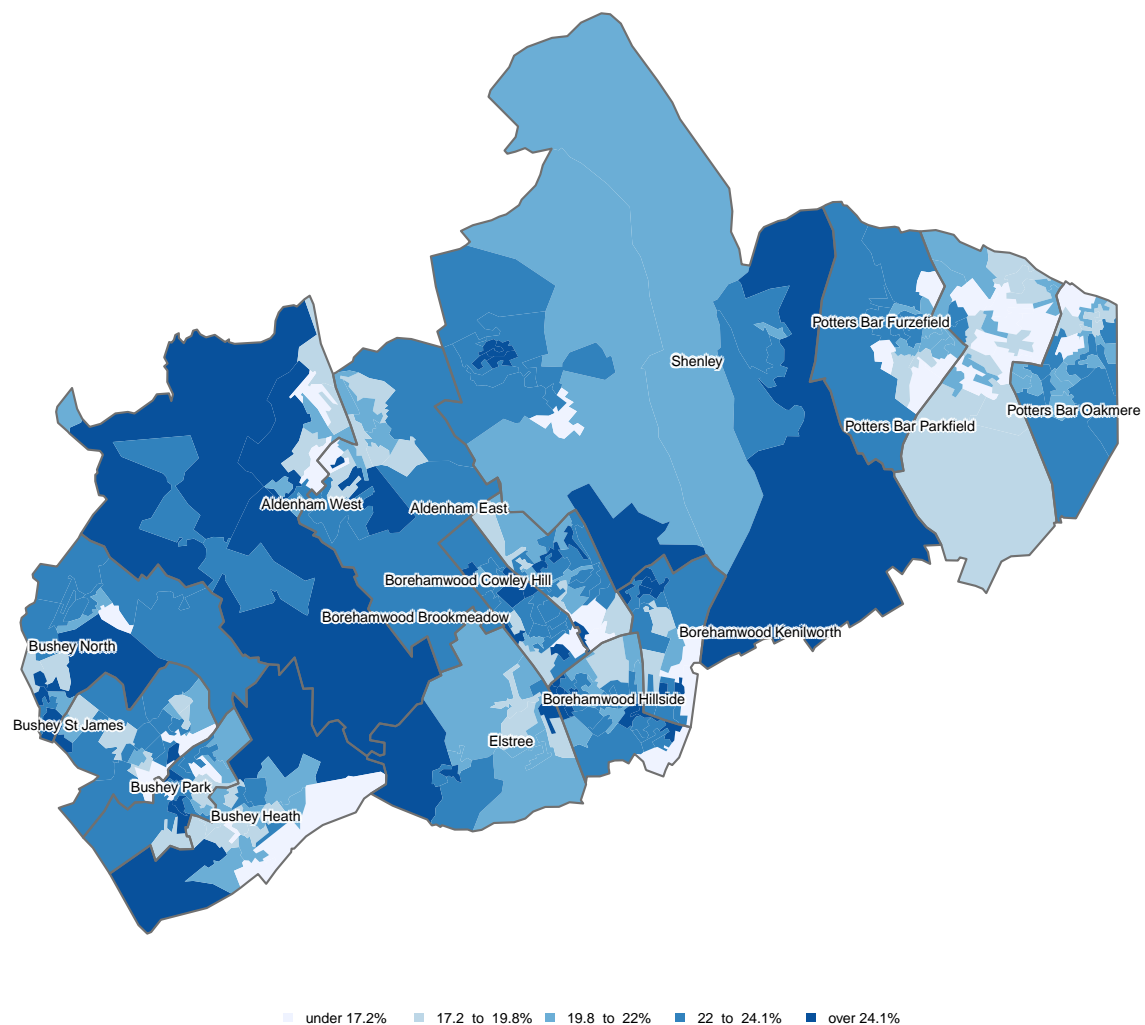 Potters Bar Furzefield
Shenley
Potters Bar Oakmere
Potters Bar Parkfield
Aldenham West
Aldenham East
Borehamwood Cowley Hill
Borehamwood Brookmeadow
Borehamwood Kenilworth
Bushey North
Borehamwood Hillside
Bushey St James
Elstree
Bushey Park
Bushey Heath
under 17.2% 17.2 to 19.8% 19.8 to 22% 22 to 24.1% over 24.1%